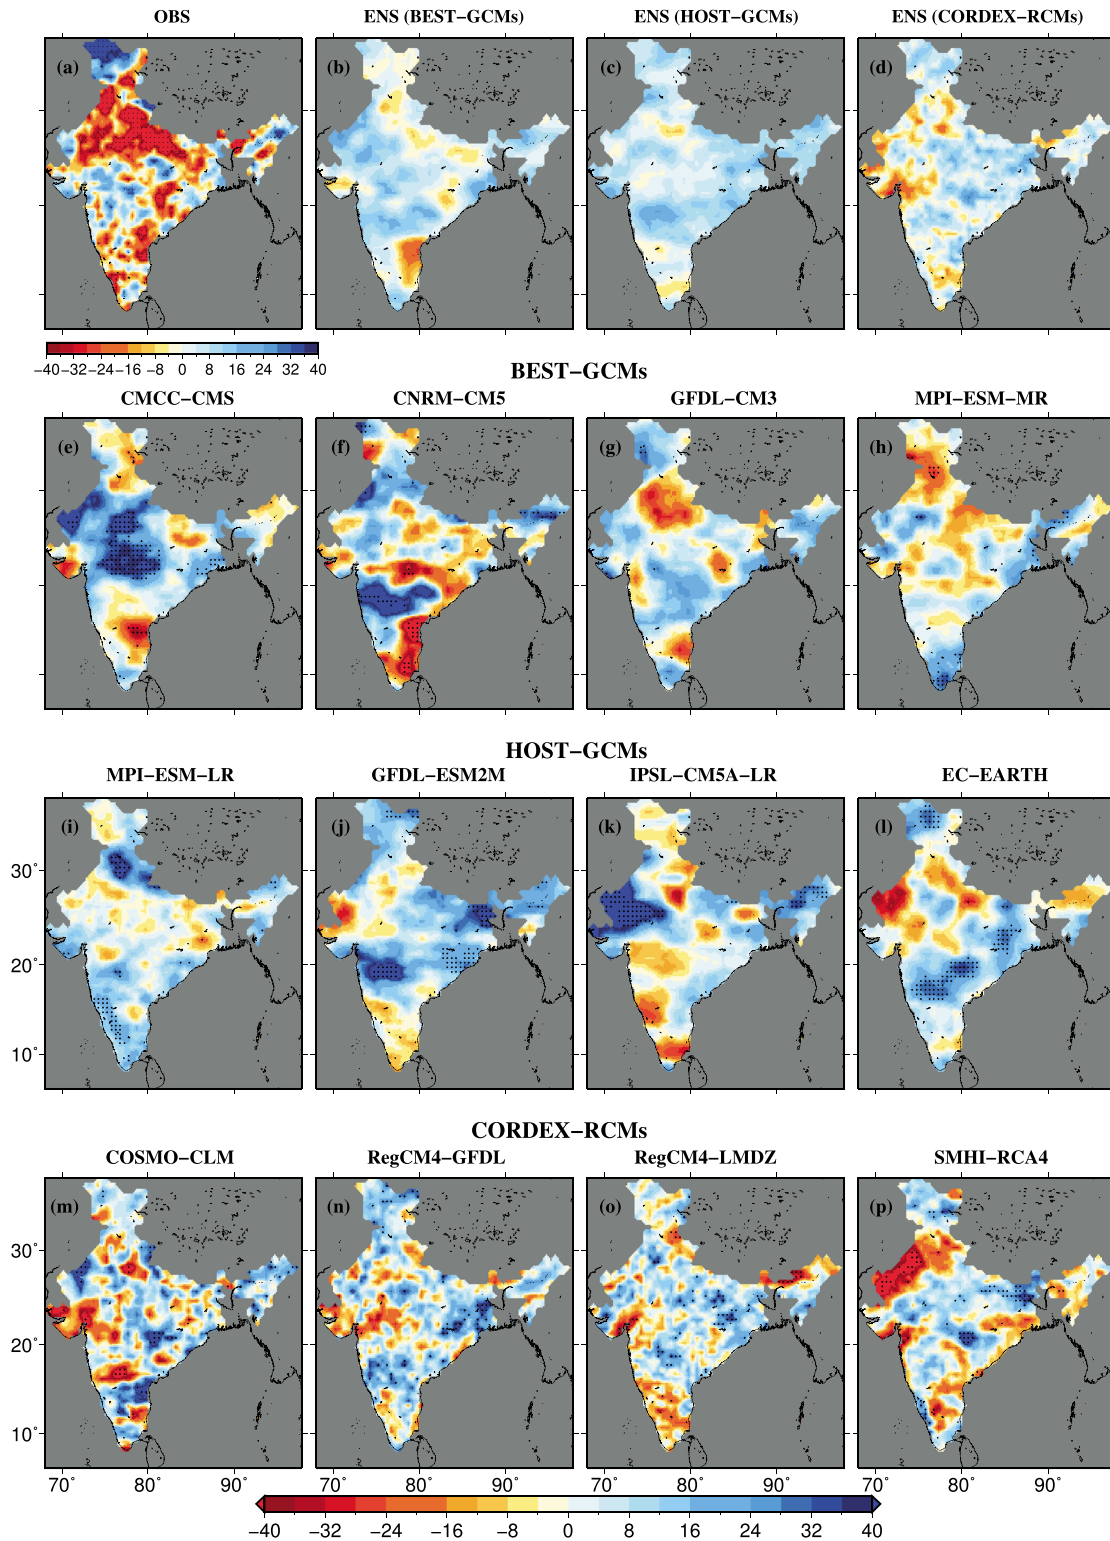 OBS ENS (BEST−GCMs) ENS (HOST−GCMs) ENS (CORDEX−RCMs)
(a) (b) (c) (d)
−40 −32 −24 −16 −8 0 8 16 24 32 40
BEST−GCMs
CMCC−CMS CNRM−CM5 GFDL−CM3 MPI−ESM−MR
(e) (f) (g) (h)
HOST−GCMs
MPI−ESM−LR GFDL−ESM2M IPSL−CM5A−LR EC−EARTH
(i) (j) (k) (l)
30°
20°
10°
CORDEX−RCMs
COSMO−CLM RegCM4−GFDL RegCM4−LMDZ SMHI−RCA4
(m) (n) (o) (p)
30°
20°
10°
70° 80° 90° 70° 80° 90° 70° 80° 90° 70° 80° 90°
−40 −32 −24 −16 −8 0 8 16 24 32 40